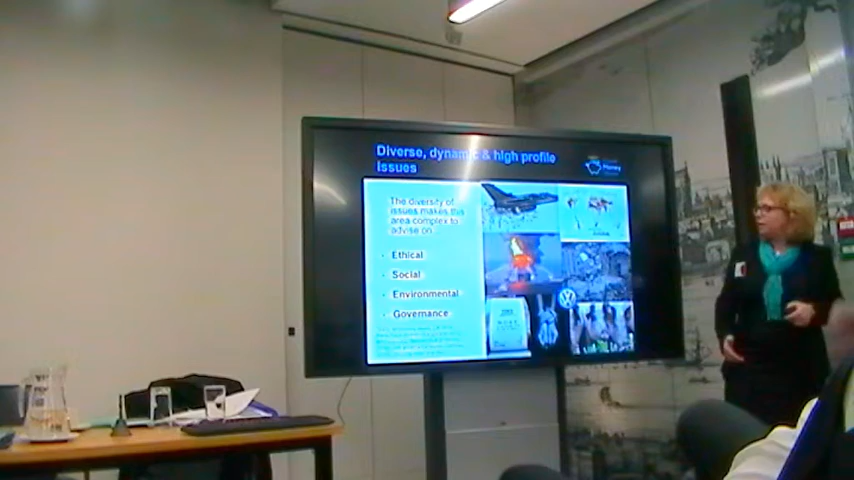 Diverse, dynamic & high profile
issues
Money
The diversity of
issues makes this
area complex to
advise on.
Ethical
Social
Environmental
Governance